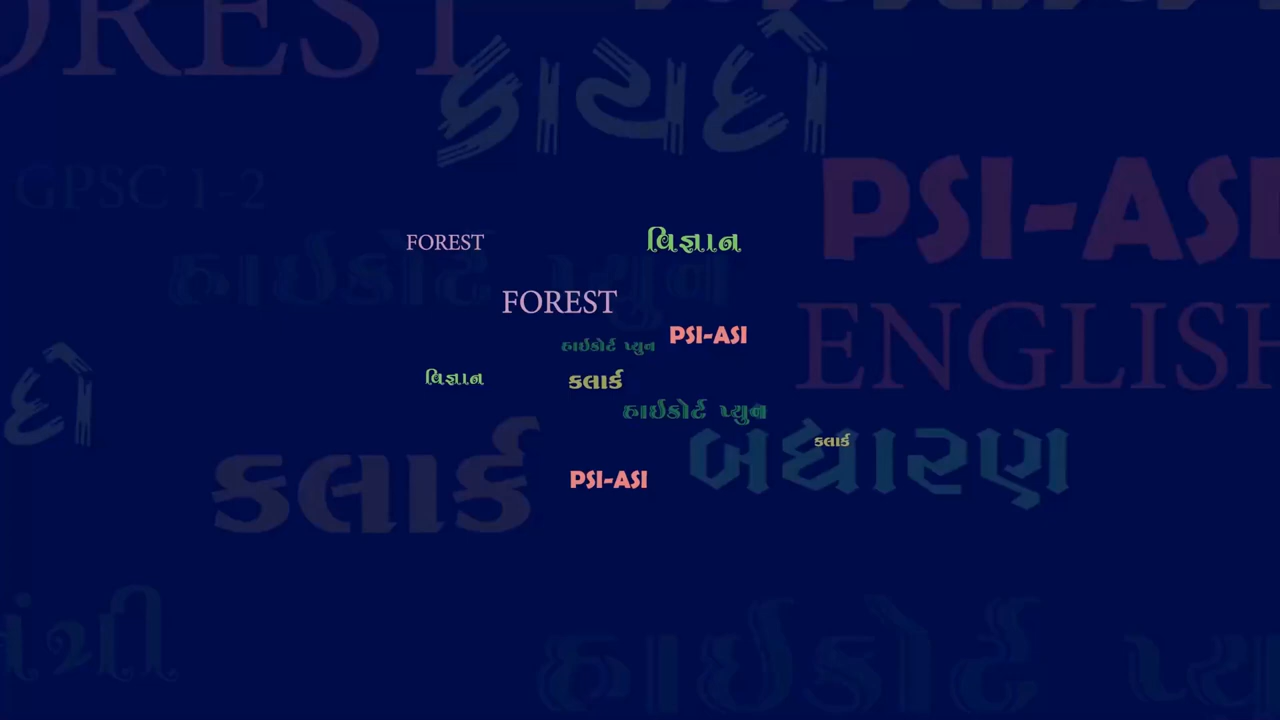 કાયદો
PSI-ASI
GPSC 1-2
FOREST
વિજ્ઞાન
હાઈકોર્ટ પ્યુન
FOREST
ENGLISH
PSI-ASI
હાઈકોર્ટ પ્યુન
વિજ્ઞાન
કલાર્ક
હાઈકોર્ટ પ્યુન
કલાર્ક
બંધારણ
કલાર્ક
PSI-ASI
હાઈકોર્ટ